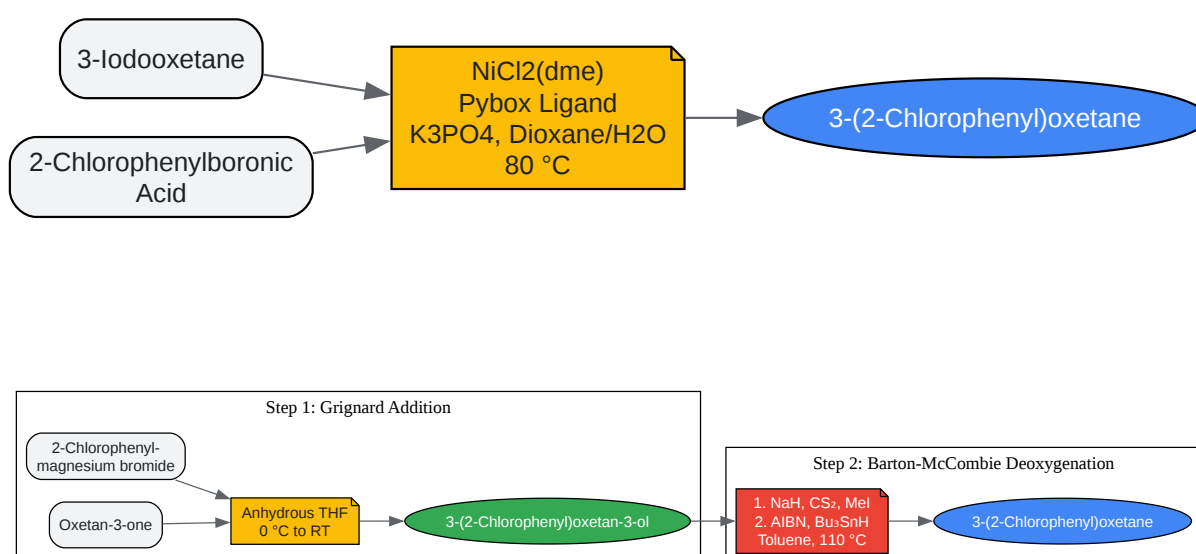 3-Iodooxetane
2-Chlorophenylboronic
Acid
NiCl2(dme)
Pybox Ligand
K3PO4, Dioxane/H2O
80 °C
3-(2-Chlorophenyl)oxetane
Step 1: Grignard Addition
2-Chlorophenyl-
magnesium bromide
Oxetan-3-one
Anhydrous THF
0 °C to RT
3-(2-Chlorophenyl)oxetan-3-ol
Step 2: Barton-McCombie Deoxygenation
1. NaH, CS₂, MeI
2. AIBN, Bu₃SnH
Toluene, 110 °C
3-(2-Chlorophenyl)oxetane